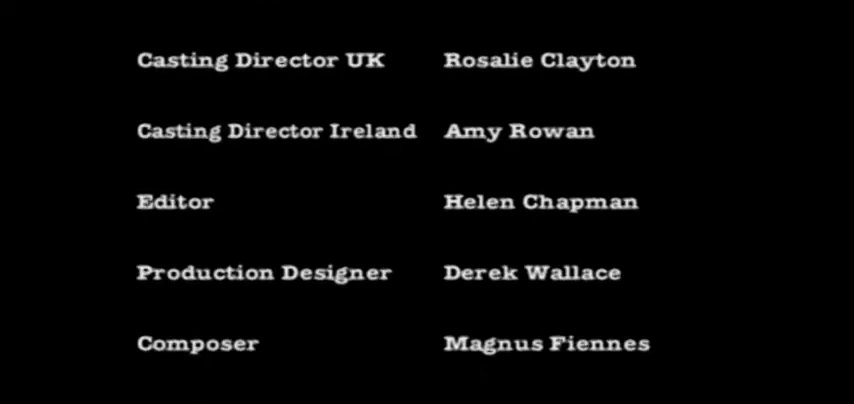 Casting Director UK Rosalie Clayton
Casting Director Ireland Amy Rowan
Editor Helen Chapman
Production Designer Derek Wallace
Composer Magnus Fiennes